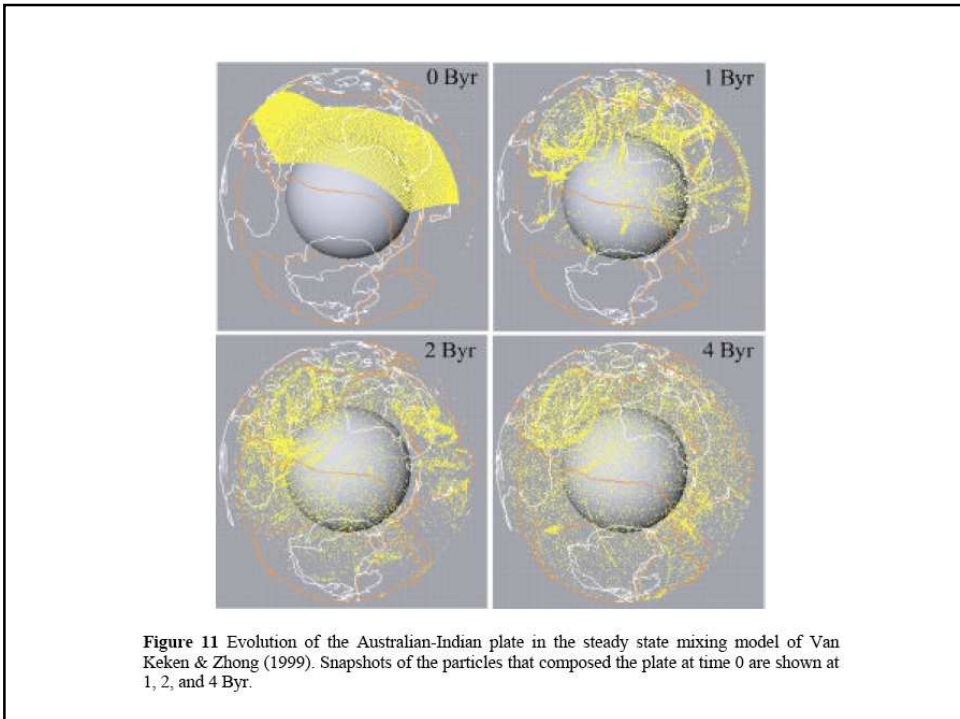 0 Byr
1 Byr
2 Byr
4 Byr
Figure 11 Evolution of the Australian-Indian plate in the steady state mixing model of Van
Keken & Zhong (1999). Snapshots of the particles that composed the plate at time 0 are shown at
1, 2, and 4 Byr.